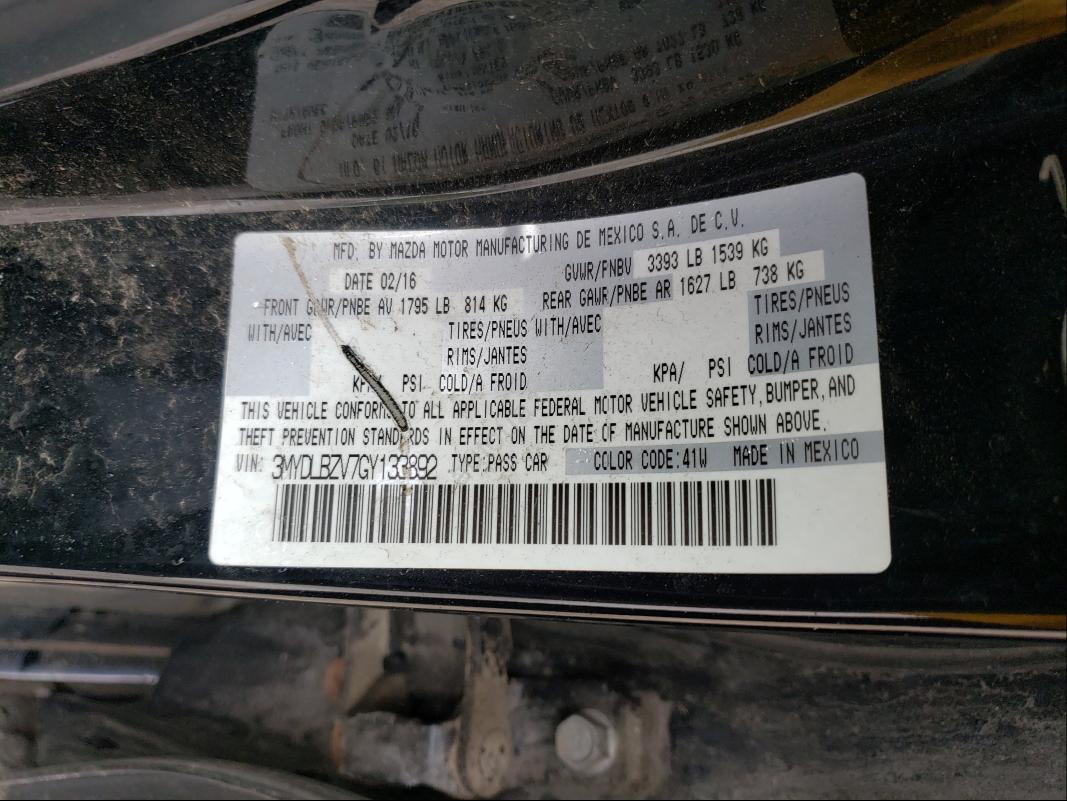 MFD. BY MAZDA MOTOR MANUFACTURING DE MEXICO S.A. DE C.V.
DATE 02/16 GVWR/FNBV 3393 LB 1539 KG
FRONT GAWR/PNBE AV 1795 LB 814 KG REAR GAWR/PNBE AR 1627 LB 738 KG
WITH/AVEC TIRES/PNEUS WITH/AVEC TIRES/PNEUS
RIMS/JANTES RIMS/JANTES
KPA/ PSI COLD/A FROID KPA/ PSI COLD/A FROID
THIS VEHICLE CONFORMS TO ALL APPLICABLE FEDERAL MOTOR VEHICLE SAFETY, BUMPER, AND
THEFT PREVENTION STANDARDS IN EFFECT ON THE DATE OF MANUFACTURE SHOWN ABOVE.
VIN: 3MYDLBZV7GY133892 TYPE:PASS CAR COLOR CODE:41W MADE IN MEXICO